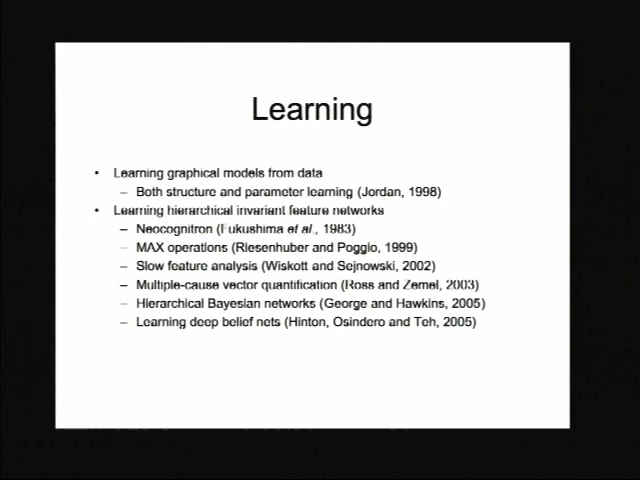 Learning
• Learning graphical models from data
– Both structure and parameter learning (Jordan, 1998)
• Learning hierarchical invariant feature networks
– Neocognitron (Fukushima et al., 1983)
– MAX operations (Riesenhuber and Poggio, 1999)
– Slow feature analysis (Wiskott and Sejnowski, 2002)
– Multiple-cause vector quantification (Ross and Zemel, 2003)
– Hierarchical Bayesian networks (George and Hawkins, 2005)
– Learning deep belief nets (Hinton, Osindero and Teh, 2005)